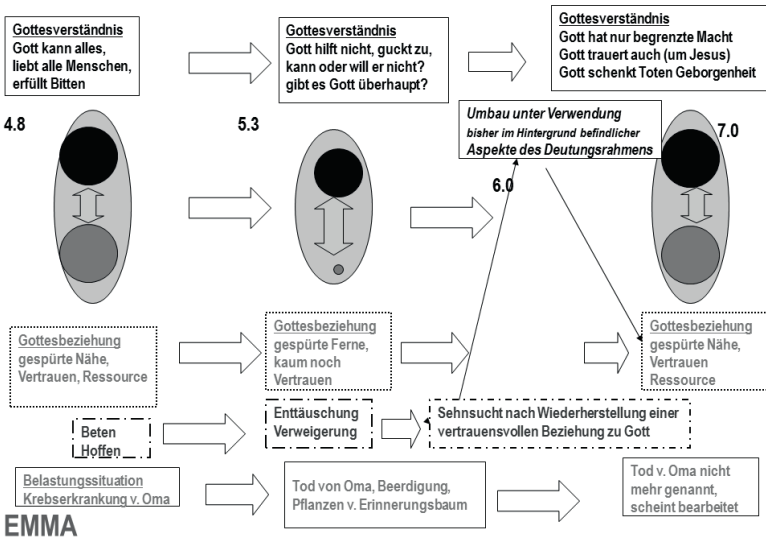 Gottesverständnis
Gott kann alles,
liebt alle Menschen,
erfüllt Bitten
Gottesverständnis
Gott hilft nicht, guckt zu,
kann oder will er nicht?
gibt es Gott überhaupt?
Gottesverständnis
Gott hat nur begrenzte Macht
Gott trauert auch (um Jesus)
Gott schenkt Toten Geborgenheit
4.8
5.3
Umbau unter Verwendung
bisher im Hintergrund befindlicher
Aspekte des Deutungsrahmens
7.0
6.0
Gottesbeziehung
gespürte Nähe,
Vertrauen, Ressource
Gottesbeziehung
gespürte Ferne,
kaum noch
Vertrauen
Gottesbeziehung
gespürte Nähe,
Vertrauen
Ressource
Beten
Hoffen
Enttäuschung
Verweigerung
Sehnsucht nach Wiederherstellung einer
vertrauensvollen Beziehung zu Gott
Belastungssituation
Krebserkrankung v. Oma
Tod von Oma, Beerdigung,
Pflanzen v. Erinnerungsbaum
Tod v. Oma nicht
mehr genannt,
scheint bearbeitet
EMMA